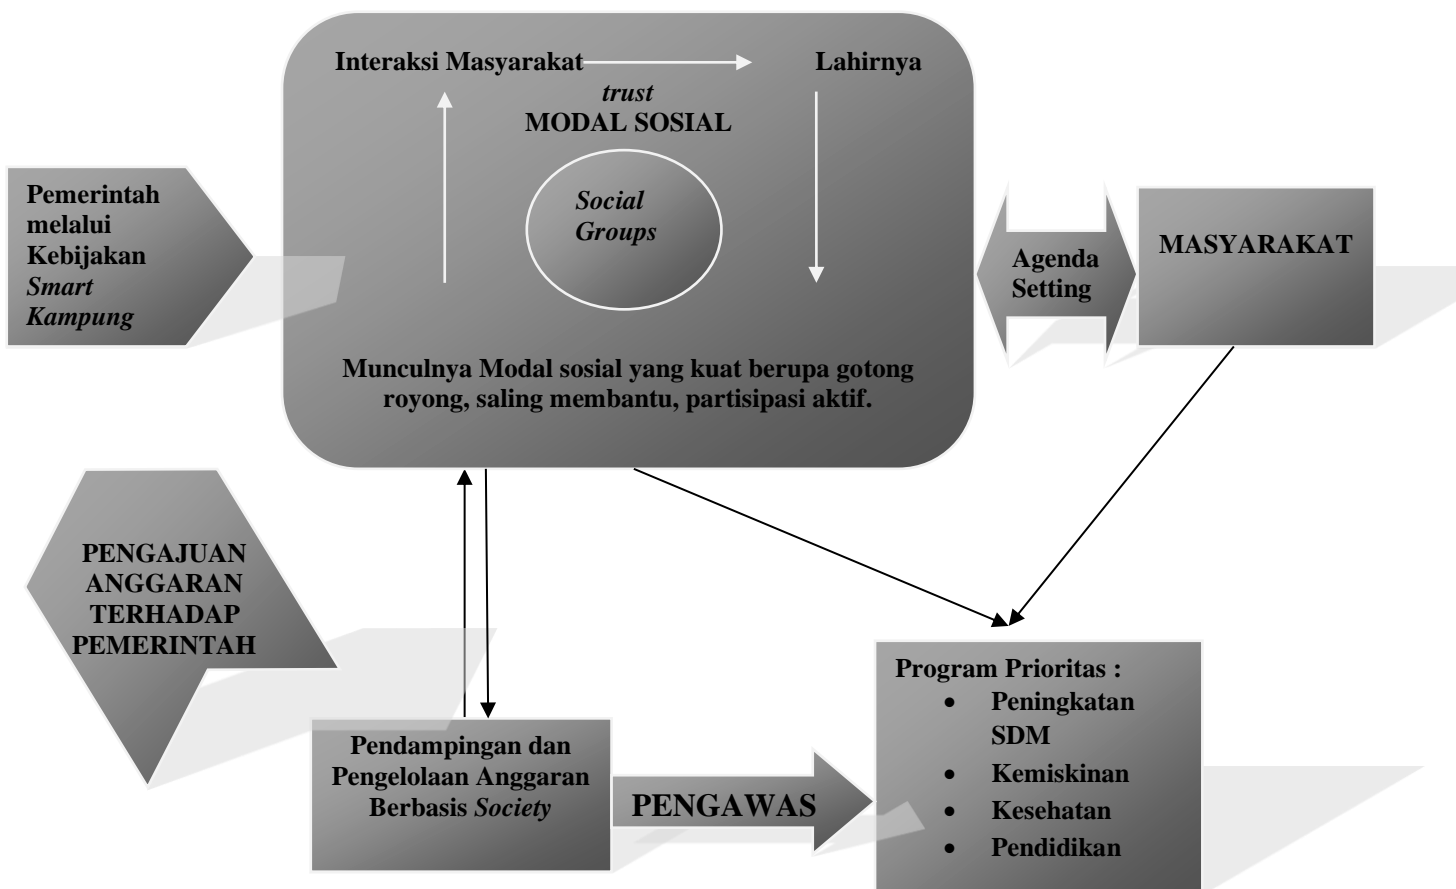 Interaksi Masyarakat
Lahirnya
trust
MODAL SOSIAL
Social
Groups
Munculnya Modal sosial yang kuat berupa gotong
royong, saling membantu, partisipasi aktif.
Pemerintah
melalui
Kebijakan
Smart
Kampung
Agenda
Setting
MASYARAKAT
PENGAJUAN
ANGGARAN
TERHADAP
PEMERINTAH
Pendampingan dan
Pengelolaan Anggaran
Berbasis Society
PENGAWAS
Program Prioritas :
• Peningkatan
SDM
• Kemiskinan
• Kesehatan
• Pendidikan